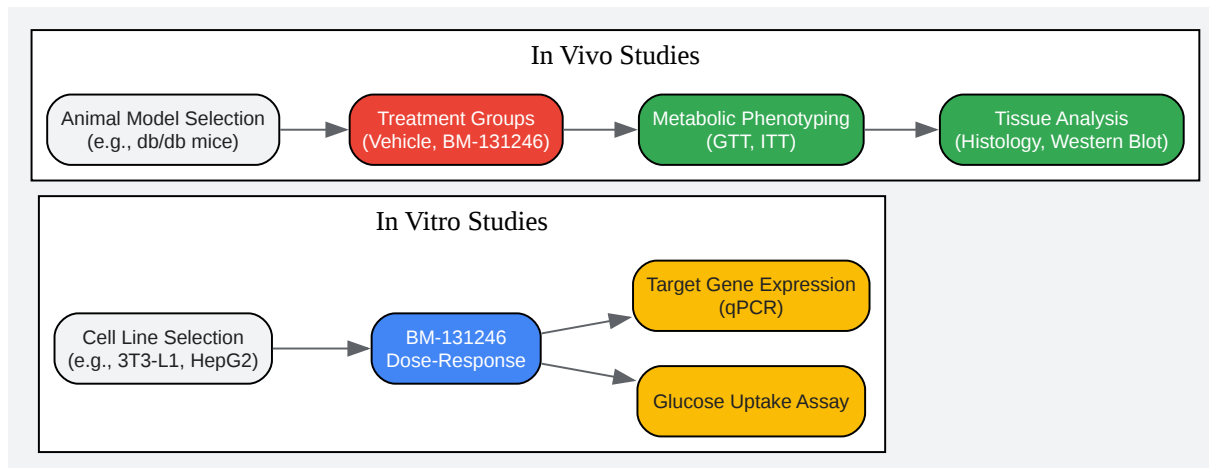 In Vivo Studies
Animal Model Selection
(e.g., db/db mice)
Treatment Groups
(Vehicle, BM-131246)
Metabolic Phenotyping
(GTT, ITT)
Tissue Analysis
(Histology, Western Blot)
In Vitro Studies
Cell Line Selection
(e.g., 3T3-L1, HepG2)
BM-131246
Dose-Response
Target Gene Expression
(qPCR)
Glucose Uptake Assay